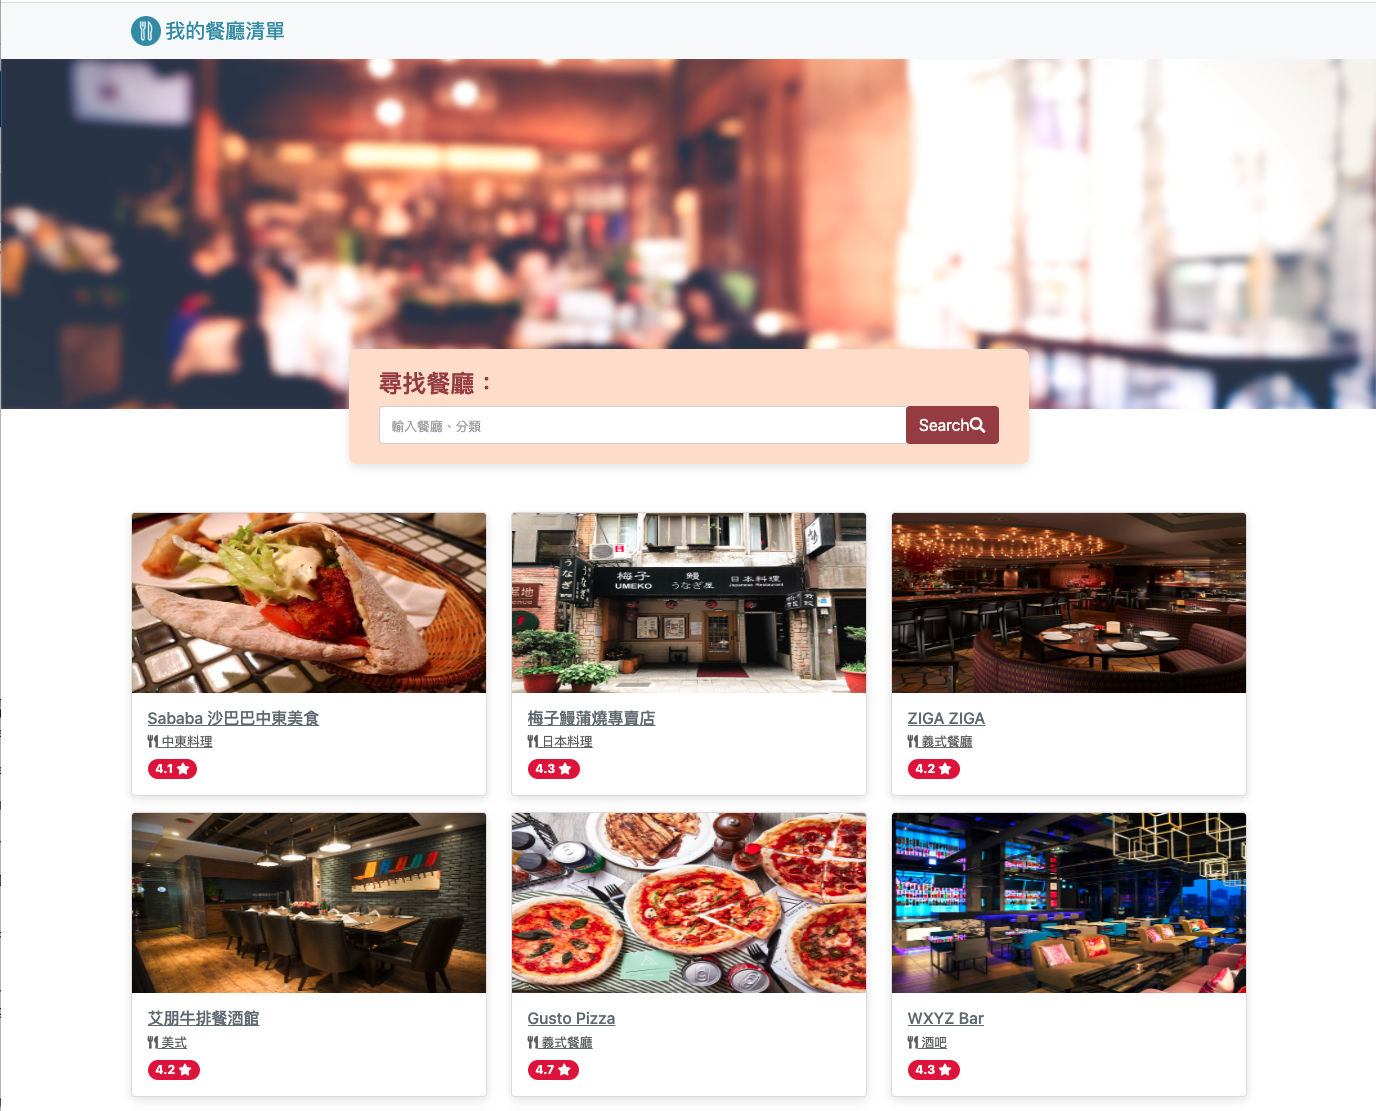 我的餐廳清單
尋找餐廳：
輸入餐廳、分類
Search
うなぎ
梅子
UMEKO
鰻
うなぎ屋
日本料理
Japanese Restaurant
Sababa 沙巴巴中東美食
中東料理
4.1
梅子鰻蒲燒專賣店
日本料理
4.3
ZIGA ZIGA
義式餐廳
4.2
艾朋牛排餐酒館
美式
4.2
Gusto Pizza
義式餐廳
4.7
WXYZ Bar
酒吧
4.3